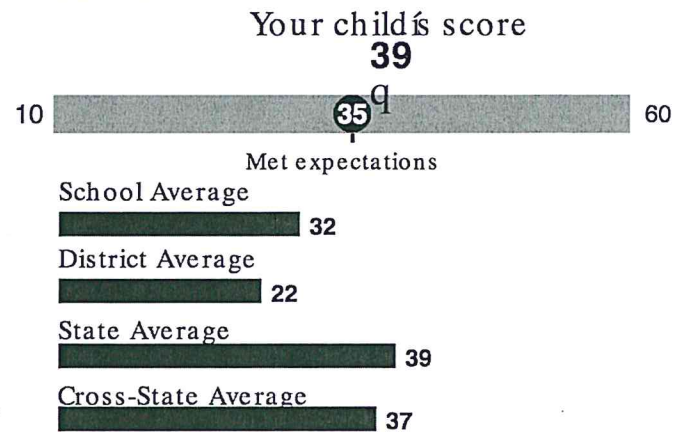 Your childís score
39
q
10 35 60
Met expectations
School Average
32
District Average
22
State Average
39
Cross-State Average
37